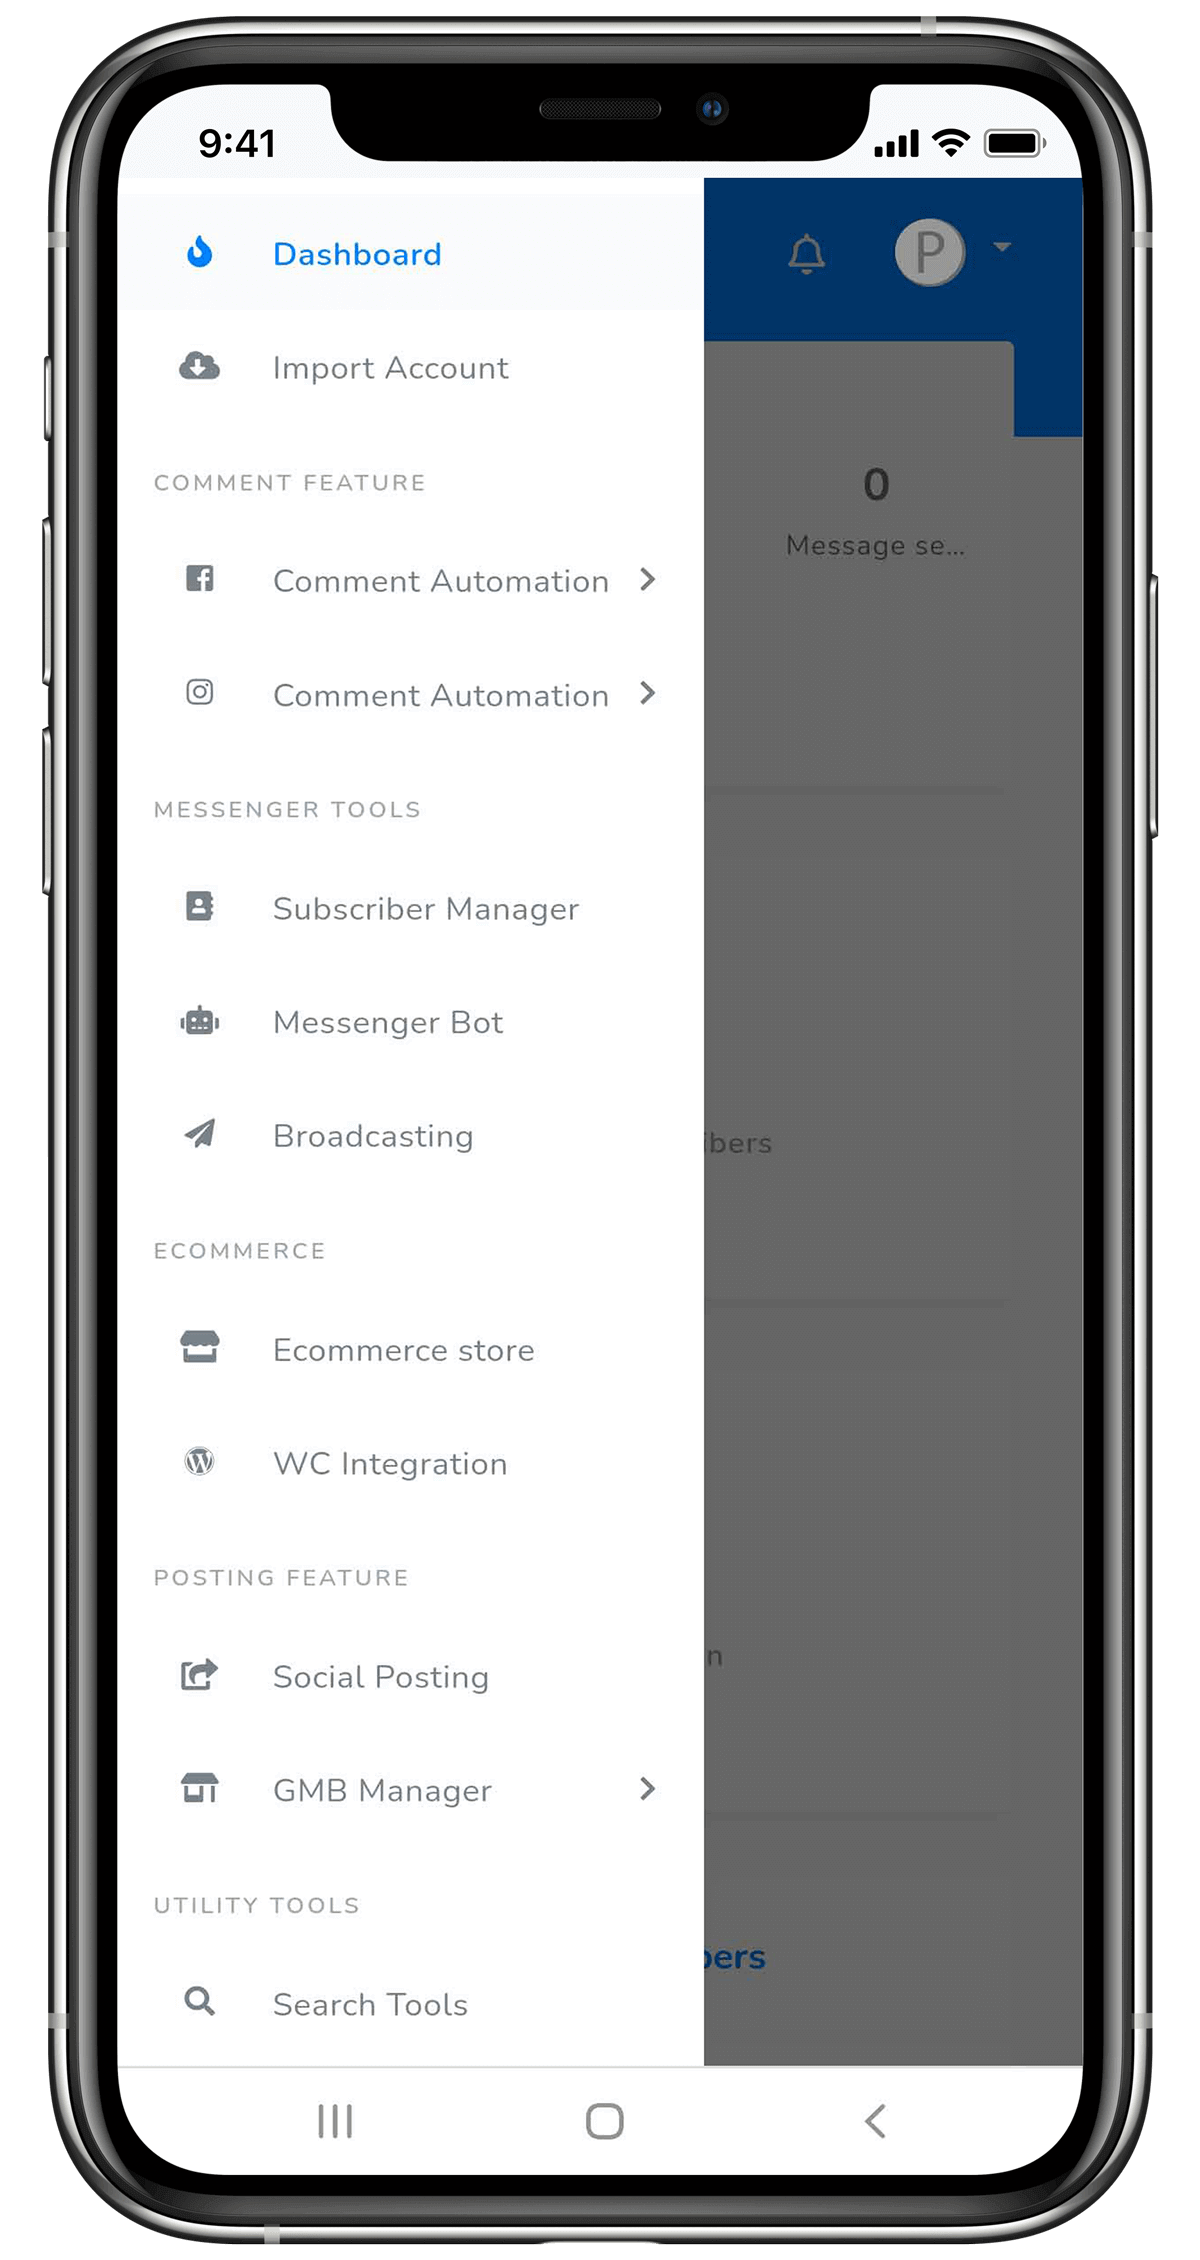 9:41
Dashboard
P
Import Account
COMMENT FEATURE
0
Message se...
Comment Automation
Comment Automation
MESSENGER TOOLS
Subscriber Manager
Messenger Bot
Broadcasting
ibers
ECOMMERCE
Ecommerce store
WC Integration
POSTING FEATURE
n
Social Posting
GMB Manager
UTILITY TOOLS
bers
Search Tools